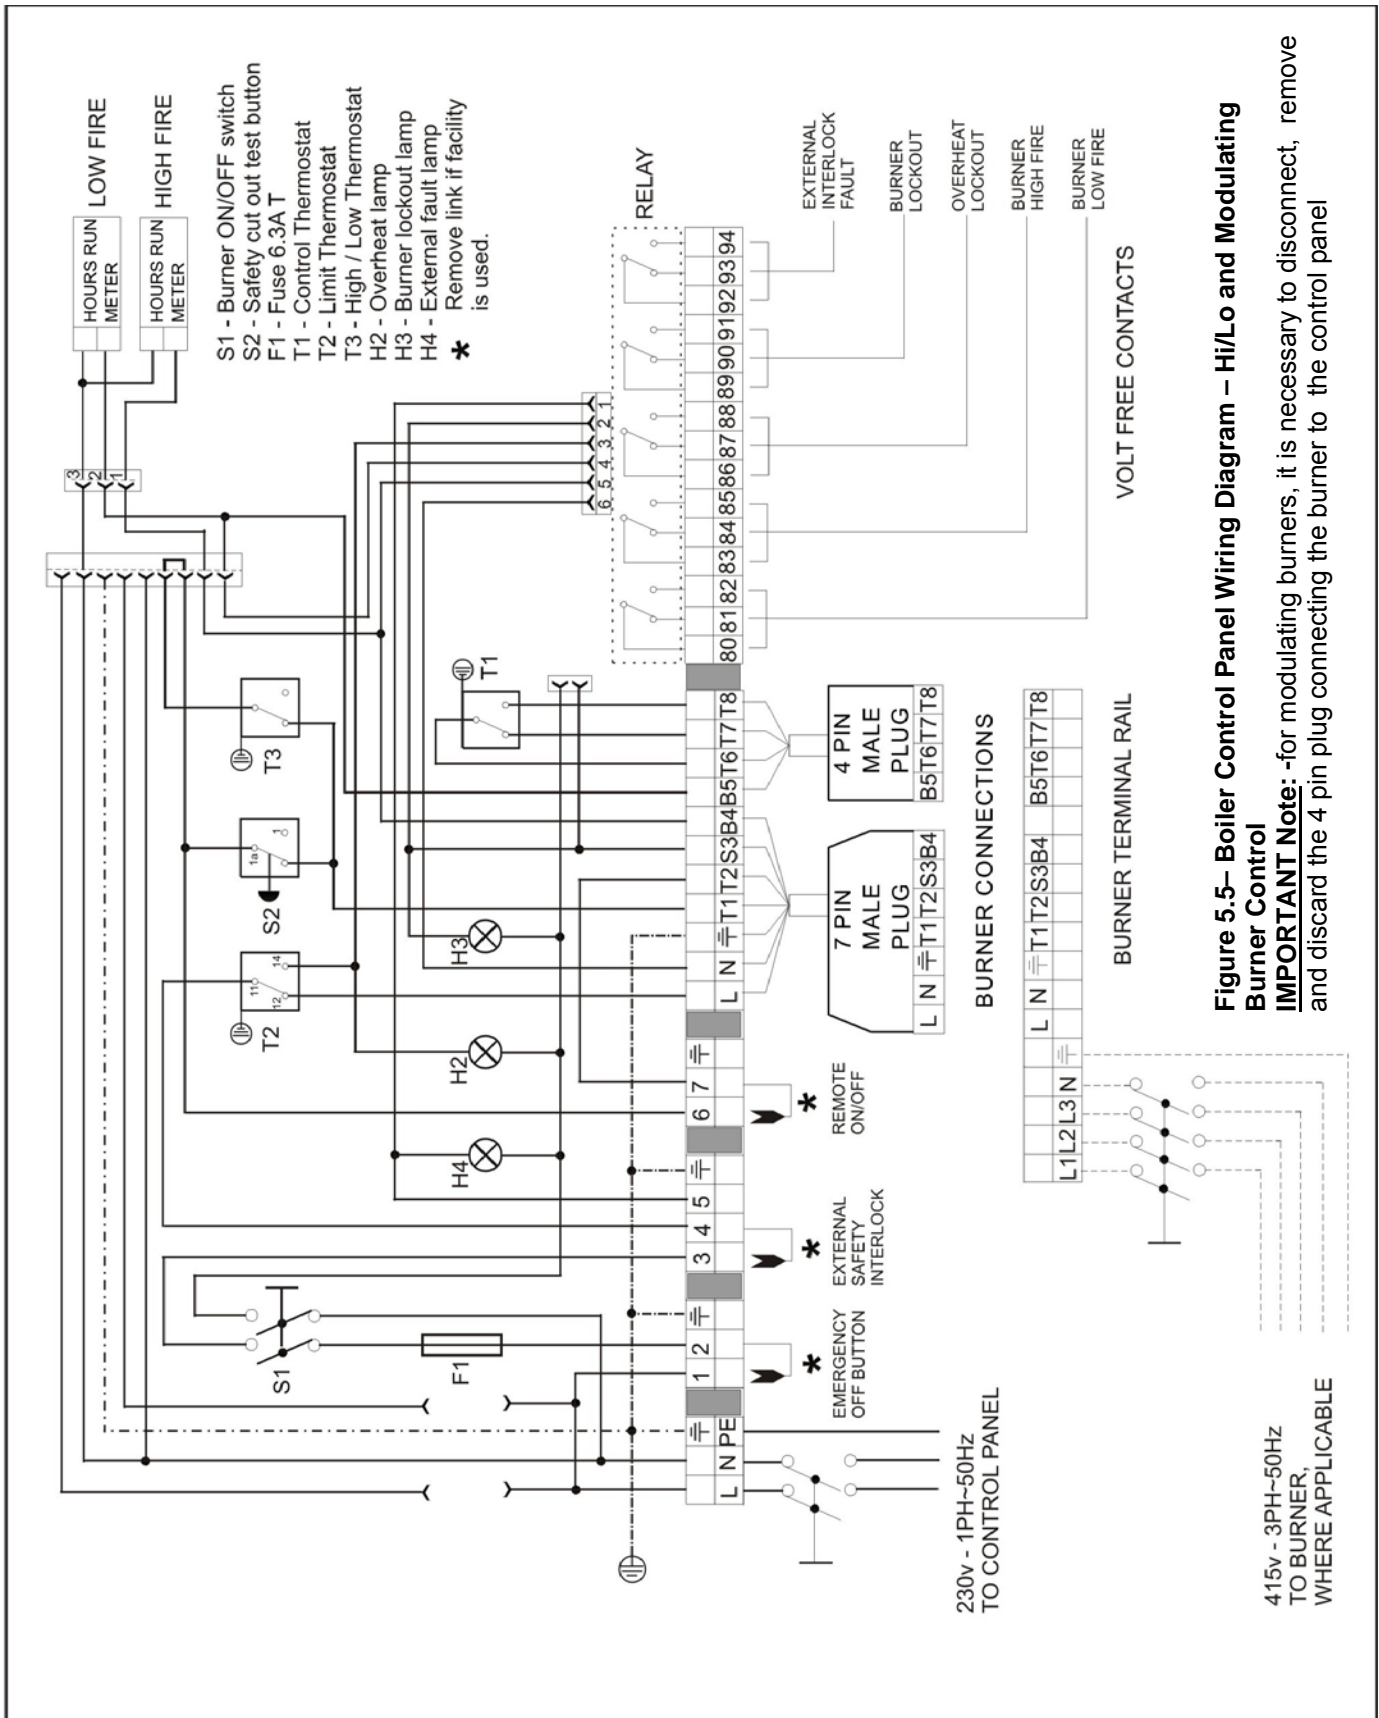 LOW FIRE
HOURS RUN
METER
HIGH FIRE
HOURS RUN
METER
S1 - Burner ON/OFF switch
S2 - Safety cut out test button
F1 - Fuse 6.3A T
T1 - Control Thermostat
T2 - Limit Thermostat
T3 - High / Low Thermostat
H2 - Overheat lamp
H3 - Burner lockout lamp
H4 - External fault lamp
* Remove link if facility
is used.
3
2
1
S1
F1
T2
11
12
14
S2
1a
1
T3
H4
H2
H3
T1
6 5 4 3 2 1
RELAY
L N PE 1 2 3 4 5 6 7 L N T1 T2 S3 B4 B5 T6 T7 T8 80 81 82 83 84 85 86 87 88 89 90 91 92 93 94
*
EMERGENCY
OFF BUTTON
*
EXTERNAL
SAFETY
INTERLOCK
*
REMOTE
ON/OFF
7 PIN
MALE
PLUG
L N T1 T2 S3 B4
4 PIN
MALE
PLUG
B5 T6 T7 T8
BURNER CONNECTIONS
EXTERNAL
INTERLOCK
FAULT
BURNER
LOCKOUT
OVERHEAT
LOCKOUT
BURNER
HIGH FIRE
BURNER
LOW FIRE
VOLT FREE CONTACTS
230v - 1PH~50Hz
TO CONTROL PANEL
L N T1 T2 S3 B4 B5 T6 T7 T8
L1 L2 L3 N
BURNER TERMINAL RAIL
415v - 3PH~50Hz
TO BURNER,
WHERE APPLICABLE
Figure 5.5– Boiler Control Panel Wiring Diagram – Hi/Lo and Modulating
Burner Control
IMPORTANT Note: -for modulating burners, it is necessary to disconnect, remove
and discard the 4 pin plug connecting the burner to the control panel